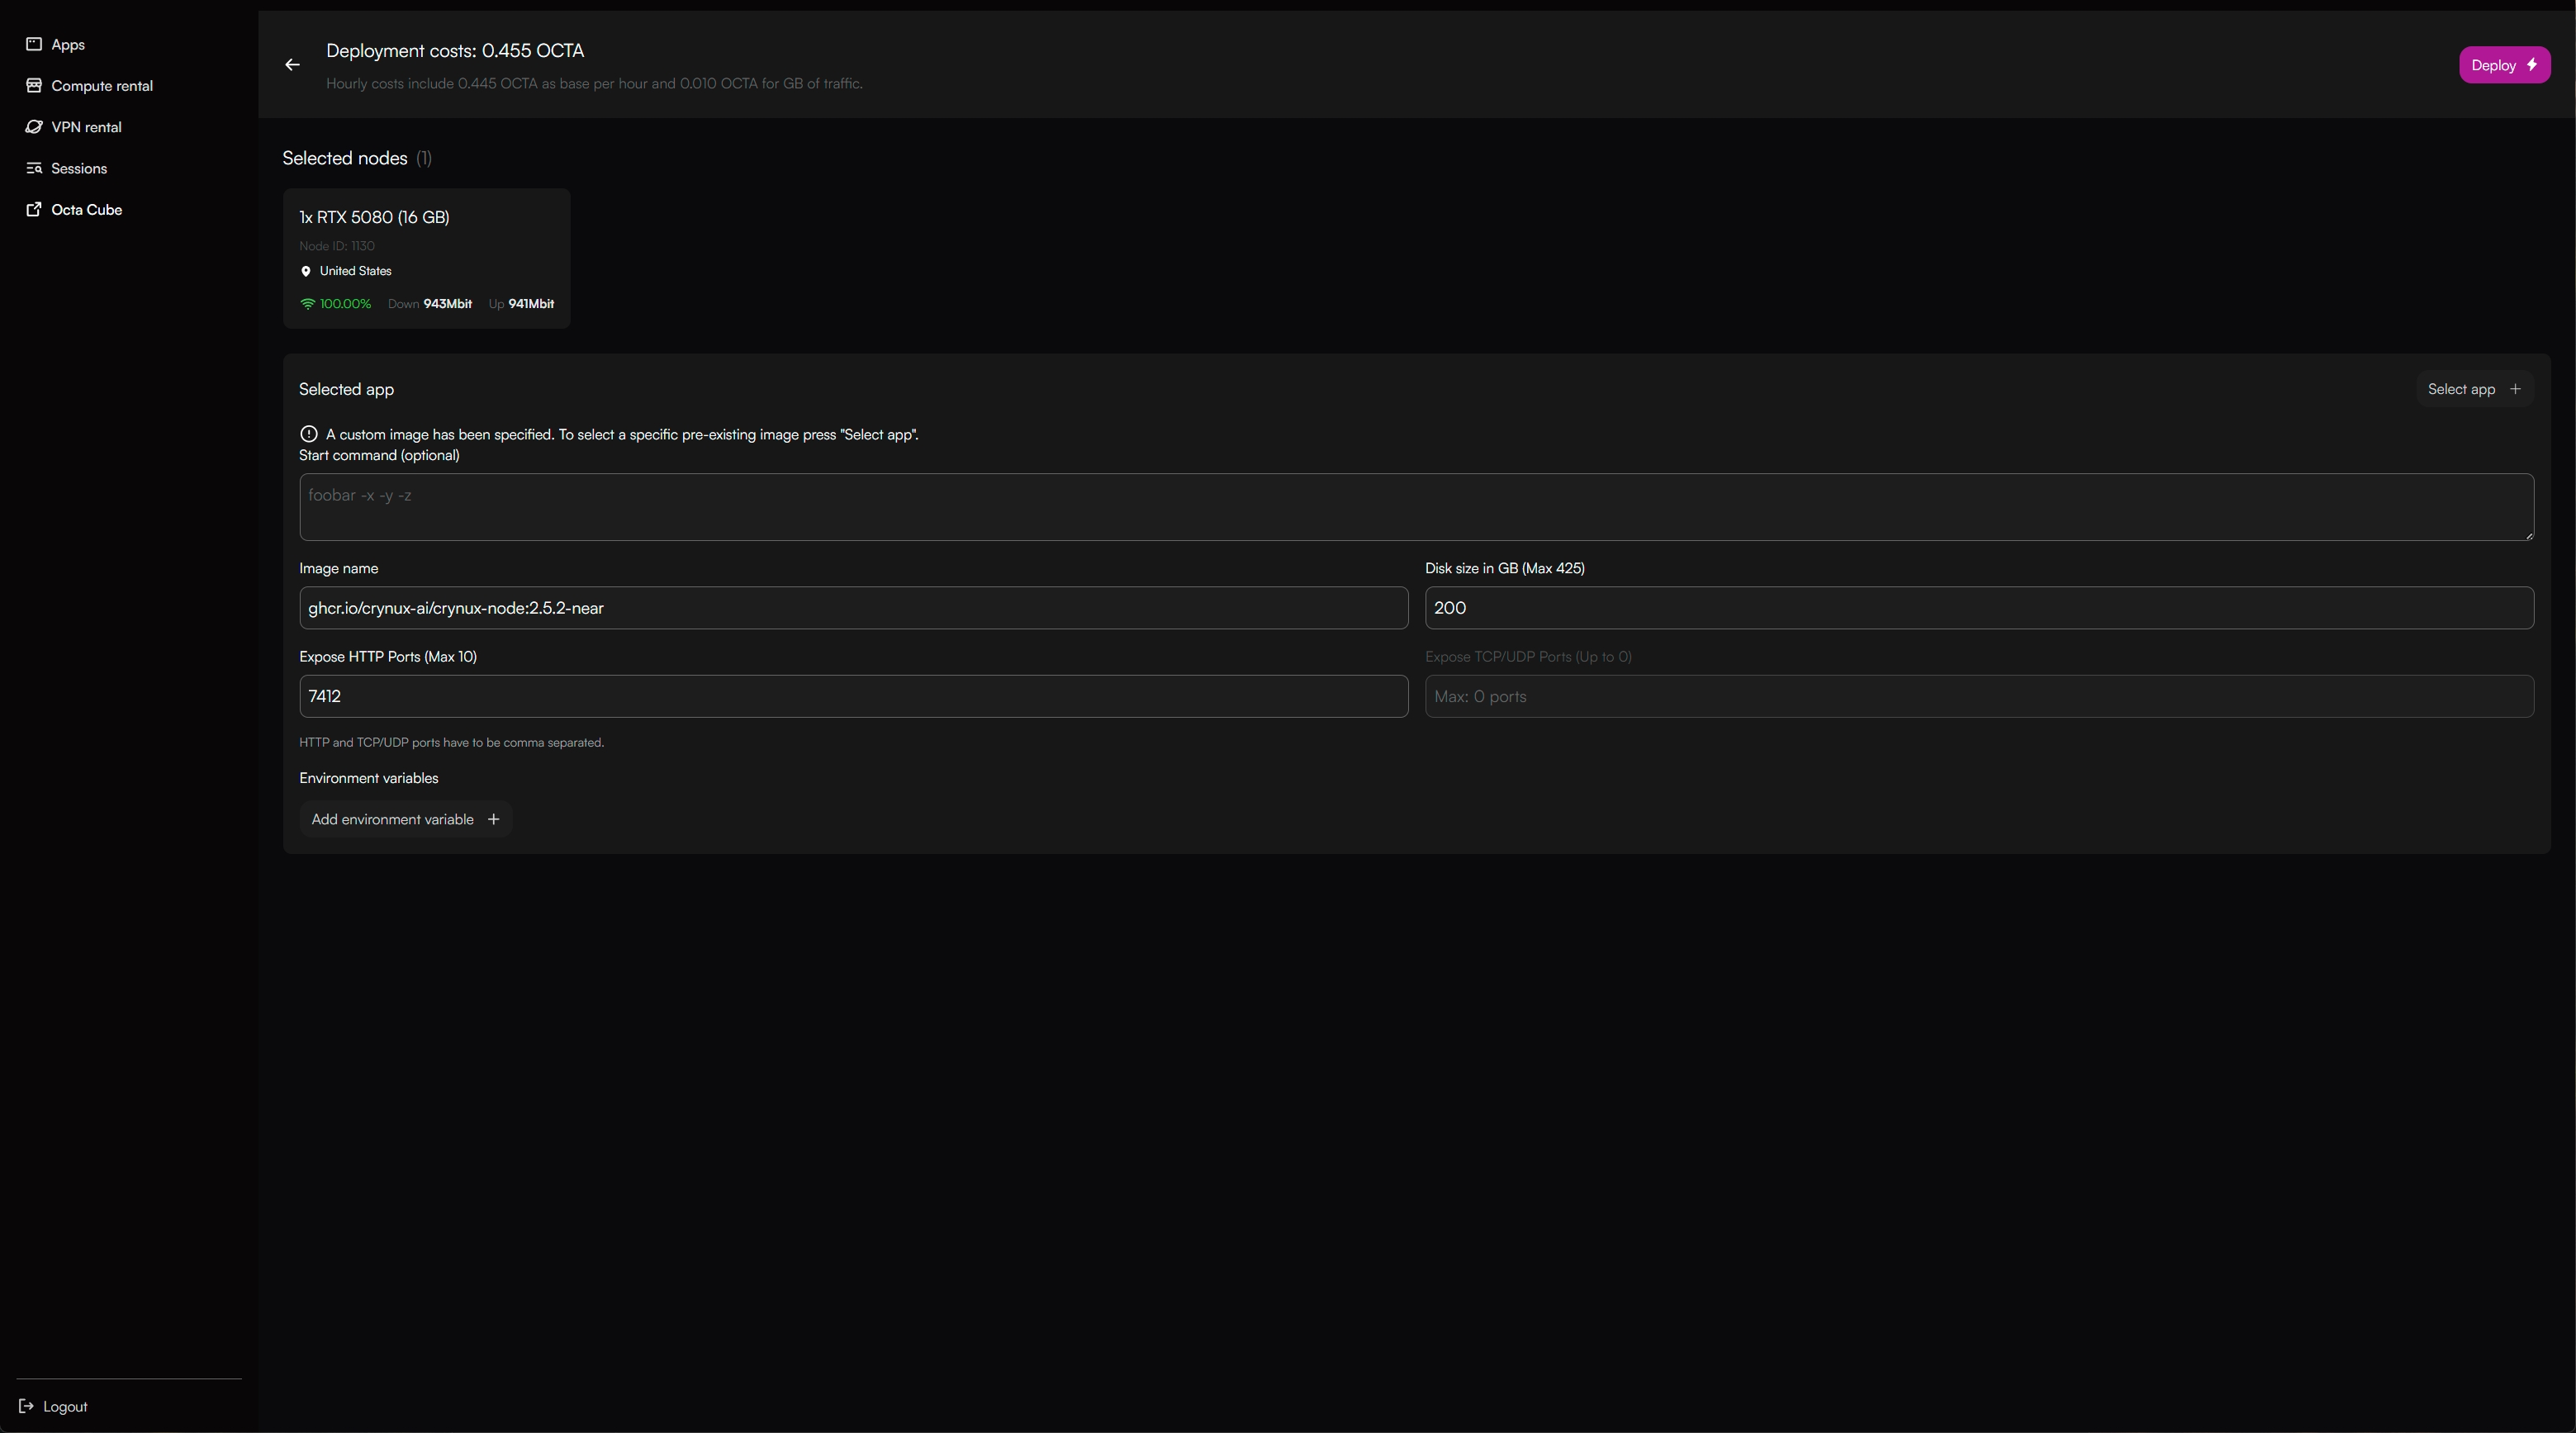 Apps
Compute rental
VPN rental
Sessions
Octa Cube
Logout
Deployment costs: 0.455 OCTA
Hourly costs include 0.445 OCTA as base per hour and 0.010 OCTA for GB of traffic.
Deploy
Selected nodes (1)
1x RTX 5080 (16 GB)
Node ID: 1130
United States
100.00% Down 943Mbit Up 941Mbit
Selected app
Select app +
A custom image has been specified. To select a specific pre-existing image press "Select app".
Start command (optional)
foobar -x -y -z
Image name
ghcr.io/crynux-ai/crynux-node:2.5.2-near
Disk size in GB (Max 425)
200
Expose HTTP Ports (Max 10)
7412
Expose TCP/UDP Ports (Up to 0)
Max: 0 ports
HTTP and TCP/UDP ports have to be comma separated.
Environment variables
Add environment variable +